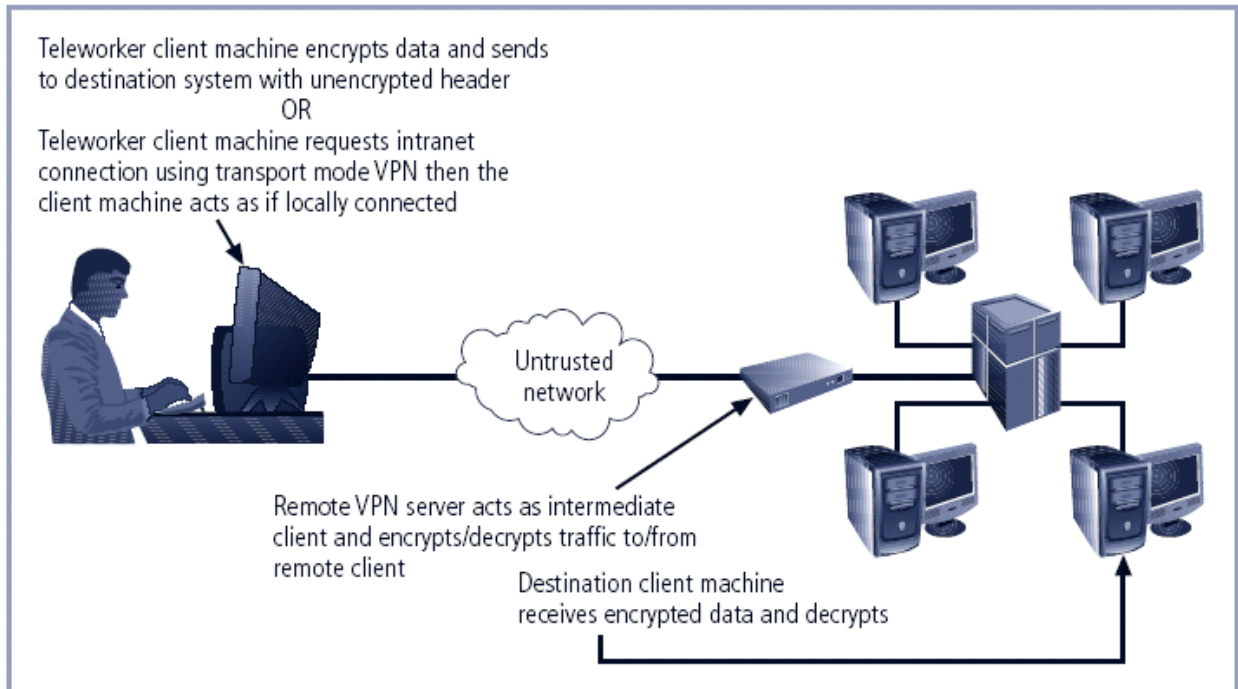 Teleworker client machine encrypts data and sends
to destination system with unencrypted header
OR
Teleworker client machine requests intranet
connection using transport mode VPN then the
client machine acts as if locally connected
Untrusted
network
Remote VPN server acts as intermediate
client and encrypts/decrypts traffic to/from
remote client
Destination client machine
receives encrypted data and decrypts